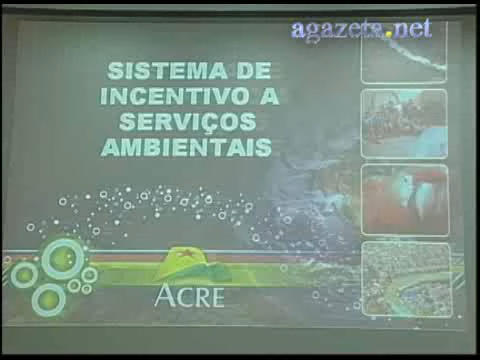 agazeta.net
SISTEMA DE
INCENTIVO A
SERVIÇOS
AMBIENTAIS
ACRE